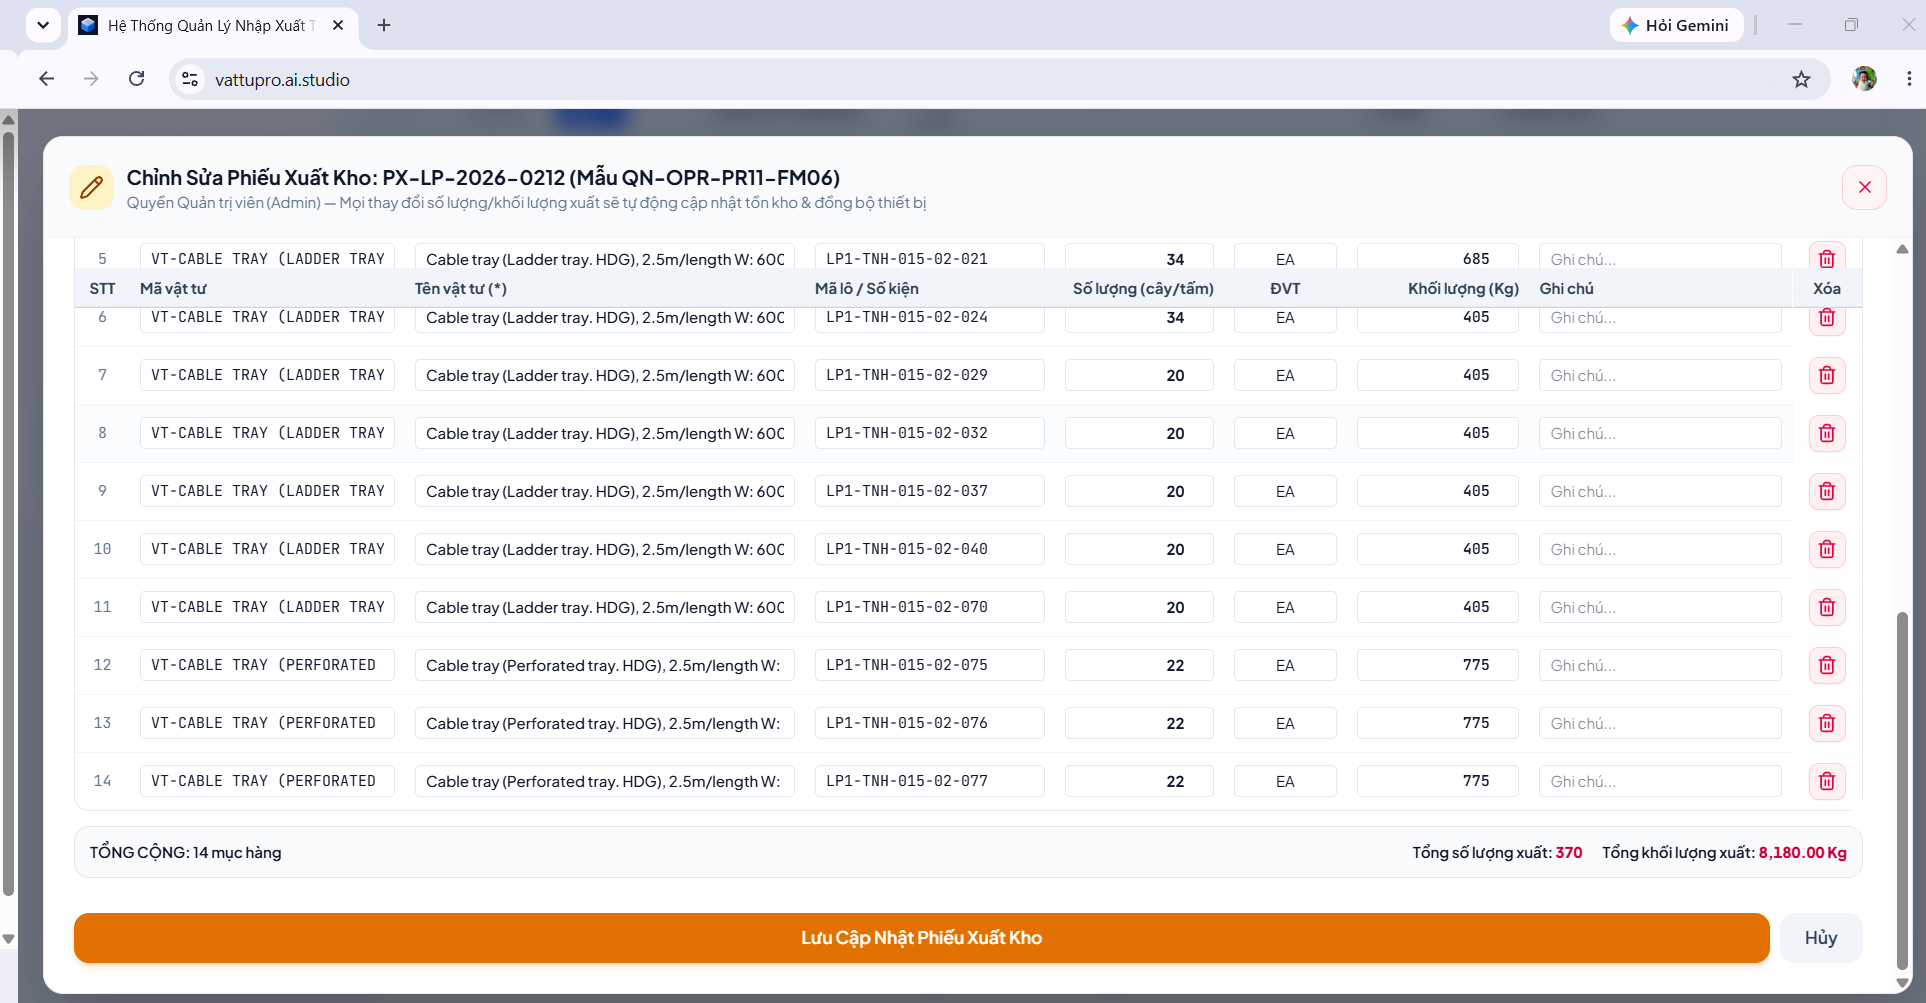 Hệ Thống Quản Lý Nhập Xuất T
Hỏi Gemini
vattupro.ai.studio
Chỉnh Sửa Phiếu Xuất Kho: PX-LP-2026-0212 (Mẫu QN-OPR-PR11-FM06)
Quyền Quản trị viên (Admin) — Mọi thay đổi số lượng/khối lượng xuất sẽ tự động cập nhật tồn kho & đồng bộ thiết bị
5 VT-CABLE TRAY (LADDER TRAY Cable tray (Ladder tray. HDG), 2.5m/length W: 600 LP1-TNH-015-02-021 34 EA 685 Ghi chú...
STT Mã vật tư Tên vật tư (*) Mã lô / Số kiện Số lượng (cây/tấm) ĐVT Khối lượng (Kg) Ghi chú Xóa
6 VT-CABLE TRAY (LADDER TRAY Cable tray (Ladder tray. HDG), 2.5m/length W: 600 LP1-TNH-015-02-024 34 EA 405 Ghi chú...
7 VT-CABLE TRAY (LADDER TRAY Cable tray (Ladder tray. HDG), 2.5m/length W: 600 LP1-TNH-015-02-029 20 EA 405 Ghi chú...
8 VT-CABLE TRAY (LADDER TRAY Cable tray (Ladder tray. HDG), 2.5m/length W: 600 LP1-TNH-015-02-032 20 EA 405 Ghi chú...
9 VT-CABLE TRAY (LADDER TRAY Cable tray (Ladder tray. HDG), 2.5m/length W: 600 LP1-TNH-015-02-037 20 EA 405 Ghi chú...
10 VT-CABLE TRAY (LADDER TRAY Cable tray (Ladder tray. HDG), 2.5m/length W: 600 LP1-TNH-015-02-040 20 EA 405 Ghi chú...
11 VT-CABLE TRAY (LADDER TRAY Cable tray (Ladder tray. HDG), 2.5m/length W: 600 LP1-TNH-015-02-070 20 EA 405 Ghi chú...
12 VT-CABLE TRAY (PERFORATED Cable tray (Perforated tray. HDG), 2.5m/length W: LP1-TNH-015-02-075 22 EA 775 Ghi chú...
13 VT-CABLE TRAY (PERFORATED Cable tray (Perforated tray. HDG), 2.5m/length W: LP1-TNH-015-02-076 22 EA 775 Ghi chú...
14 VT-CABLE TRAY (PERFORATED Cable tray (Perforated tray. HDG), 2.5m/length W: LP1-TNH-015-02-077 22 EA 775 Ghi chú...
TỔNG CỘNG: 14 mục hàng Tổng số lượng xuất: 370 Tổng khối lượng xuất: 8,180.00 Kg
Lưu Cập Nhật Phiếu Xuất Kho
Hủy